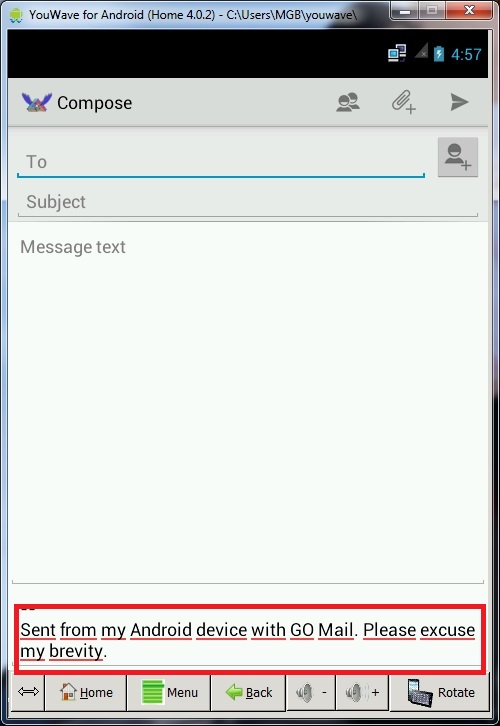 YouWave for Android (Home 4.0.2) - C:\Users\MGB\youwave\
4:57
Compose
To
Subject
Message text
--
Sent from my Android device with GO Mail. Please excuse
my brevity.
Home Menu Back - + Rotate